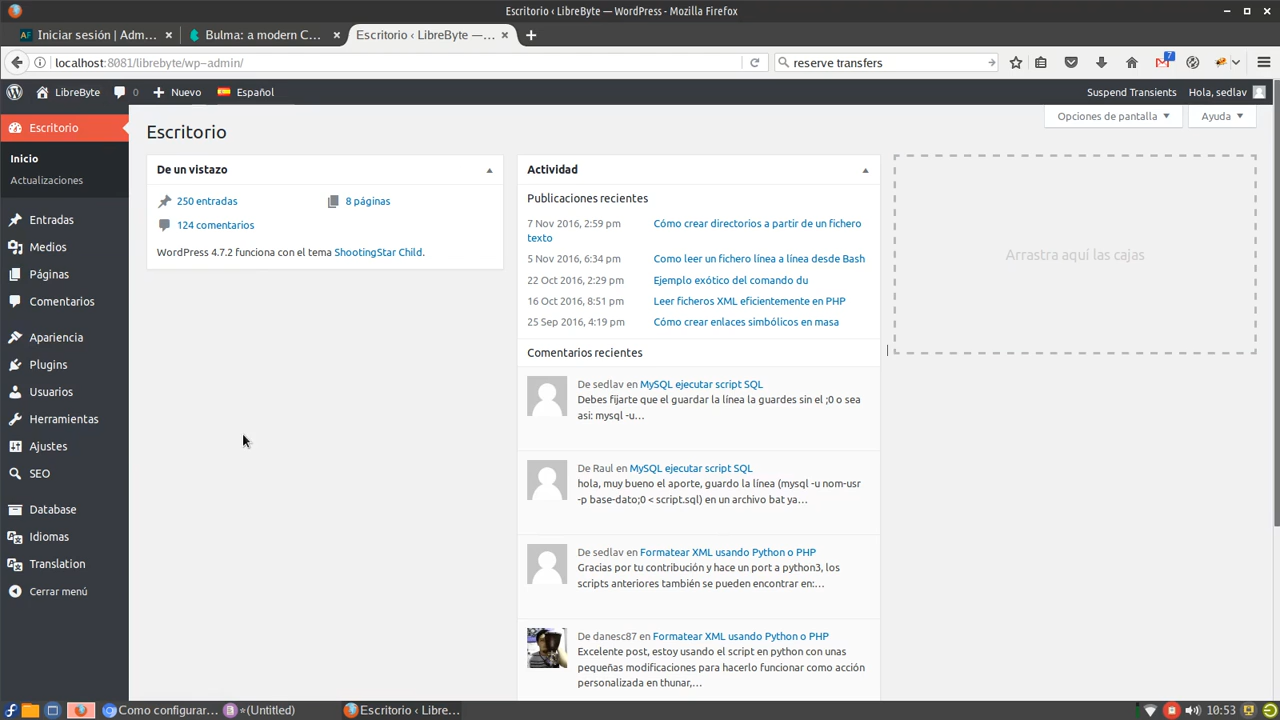 Escritorio ‹ LibreByte — WordPress - Mozilla Firefox
Iniciar sesión | Adm... ×
Bulma: a modern C... ×
Escritorio ‹ LibreByte —... ×
localhost:8081/librebyte/wp-admin/
reserve transfers
7
LibreByte
0
Nuevo
Español
Suspend Transients
Hola, sedlav
Escritorio
Inicio
Actualizaciones
Entradas
Medios
Páginas
Comentarios
Apariencia
Plugins
Usuarios
Herramientas
Ajustes
SEO
Database
Idiomas
Translation
Cerrar menú
Opciones de pantalla
Ayuda
Escritorio
De un vistazo
250 entradas
8 páginas
124 comentarios
WordPress 4.7.2 funciona con el tema ShootingStar Child.
Actividad
Publicaciones recientes
7 Nov 2016, 2:59 pm Cómo crear directorios a partir de un fichero
texto
5 Nov 2016, 6:34 pm Como leer un fichero línea a línea desde Bash
22 Oct 2016, 2:29 pm Ejemplo exótico del comando du
16 Oct 2016, 8:51 pm Leer ficheros XML eficientemente en PHP
25 Sep 2016, 4:19 pm Cómo crear enlaces simbólicos en masa
Comentarios recientes
De sedlav en MySQL ejecutar script SQL
Debes fijarte que el guardar la línea la guardes sin el ;0 o sea
asi: mysql -u...
De Raul en MySQL ejecutar script SQL
hola, muy bueno el aporte, guardo la línea (mysql -u nom-usr
-p base-dato;0 < script.sql) en un archivo bat ya...
De sedlav en Formatear XML usando Python o PHP
Gracias por tu contribución y hace un port a python3, los
scripts anteriores también se pueden encontrar en:...
De danesc87 en Formatear XML usando Python o PHP
Excelente post, estoy usando el script en python con unas
pequeñas modificaciones para hacerlo funcionar como acción
personalizada en thunar,...
Arrastra aquí las cajas
Como configurar...
*(Untitled)
Escritorio ‹ Libre...
10:53